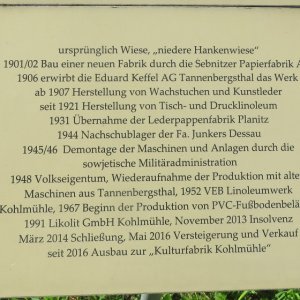 ursprünglich Wiese, „niedere Hankenwiese“
1901/02 Bau einer neuen Fabrik durch die Sebnitzer Papierfabrik A
1906 erwirbt die Eduard Keffel AG Tannenbergsthal das Werk
ab 1907 Herstellung von Wachstuchen und Kunstleder
seit 1921 Herstellung von Tisch- und Drucklinoleum
1931 Übernahme der Lederpappenfabrik Planitz
1944 Nachschublager der Fa. Junkers Dessau
1945/46 Demontage der Maschinen und Anlagen durch die
sowjetische Militäradministration
1948 Volkseigentum, Wiederaufnahme der Produktion mit alten
Maschinen aus Tannenbergsthal, 1952 VEB Linoleumwerk
Kohlmühle, 1967 Beginn der Produktion von PVC-Fußbodenbelä
1991 Likolit GmbH Kohlmühle, November 2013 Insolvenz
März 2014 Schließung, Mai 2016 Versteigerung und Verkauf
seit 2016 Ausbau zur „Kulturfabrik Kohlmühle“